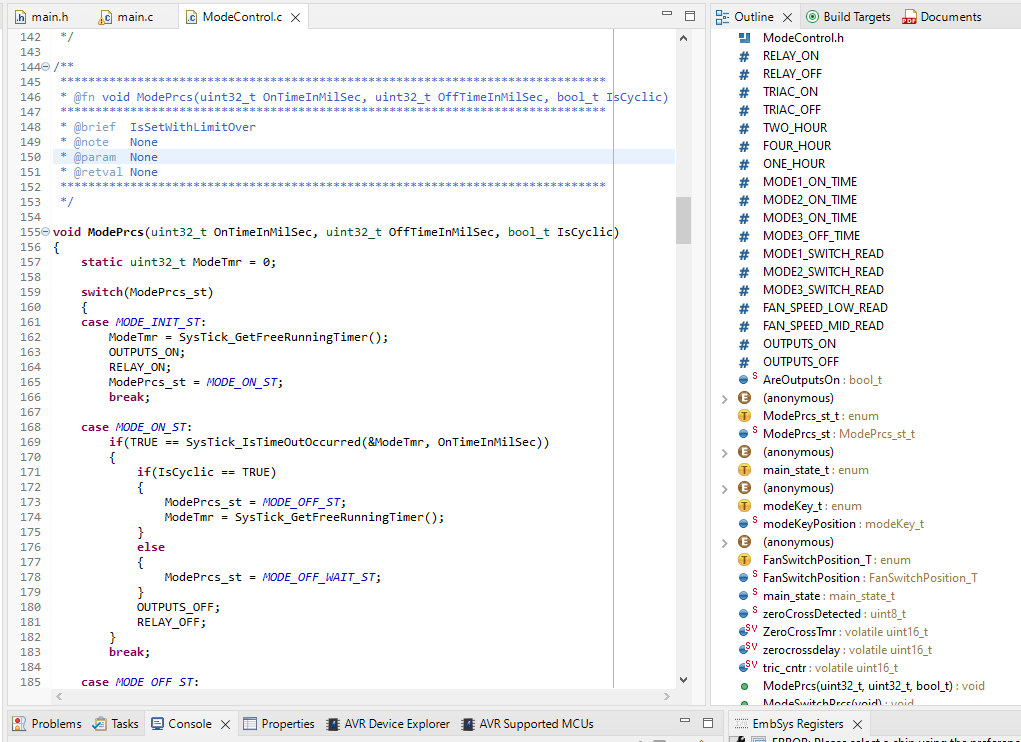 main.h
main.c
ModeControl.c
142 */
143
144 /**
145 ******************************************************************************
146 * @fn void ModePrcs(uint32_t OnTimeInMilSec, uint32_t OffTimeInMilSec, bool_t IsCyclic)
147 ******************************************************************************
148 * @brief IsSetWithLimitOver
149 * @note None
150 * @param None
151 * @retval None
152 ******************************************************************************
153 */
154
155 void ModePrcs(uint32_t OnTimeInMilSec, uint32_t OffTimeInMilSec, bool_t IsCyclic)
156 {
157 static uint32_t ModeTmr = 0;
158
159 switch(ModePrcs_st)
160 {
161 case MODE_INIT_ST:
162 ModeTmr = SysTick_GetFreeRunningTimer();
163 OUTPUTS_ON;
164 RELAY_ON;
165 ModePrcs_st = MODE_ON_ST;
166 break;
167
168 case MODE_ON_ST:
169 if(TRUE == SysTick_IsTimeOutOccurred(&ModeTmr, OnTimeInMilSec))
170 {
171 if(IsCyclic == TRUE)
172 {
173 ModePrcs_st = MODE_OFF_ST;
174 ModeTmr = SysTick_GetFreeRunningTimer();
175 }
176 else
177 {
178 ModePrcs_st = MODE_OFF_WAIT_ST;
179 }
180 OUTPUTS_OFF;
181 RELAY_OFF;
182 }
183 break;
184
185 case MODE_OFF_ST:
Outline
Build Targets
Documents
ModeControl.h
# RELAY_ON
# RELAY_OFF
# TRIAC_ON
# TRIAC_OFF
# TWO_HOUR
# FOUR_HOUR
# ONE_HOUR
# MODE1_ON_TIME
# MODE2_ON_TIME
# MODE3_ON_TIME
# MODE3_OFF_TIME
# MODE1_SWITCH_READ
# MODE2_SWITCH_READ
# MODE3_SWITCH_READ
# FAN_SPEED_LOW_READ
# FAN_SPEED_MID_READ
# OUTPUTS_ON
# OUTPUTS_OFF
S AreOutputsOn : bool_t
E (anonymous)
T ModePrcs_st_t : enum
S ModePrcs_st : ModePrcs_st_t
E (anonymous)
T main_state_t : enum
E (anonymous)
T modeKey_t : enum
S modeKeyPosition : modeKey_t
E (anonymous)
T FanSwitchPosition_T : enum
S FanSwitchPosition : FanSwitchPosition_T
S main_state : main_state_t
S zeroCrossDetected : uint8_t
SV ZeroCrossTmr : volatile uint16_t
SV zerocrossdelay : volatile uint16_t
SV tric_cntr : volatile uint16_t
ModePrcs(uint32_t, uint32_t, bool_t) : void
ModeSwitchPrcs(void) : void
Problems
Tasks
Console
Properties
AVR Device Explorer
AVR Supported MCUs
EmbSys Registers